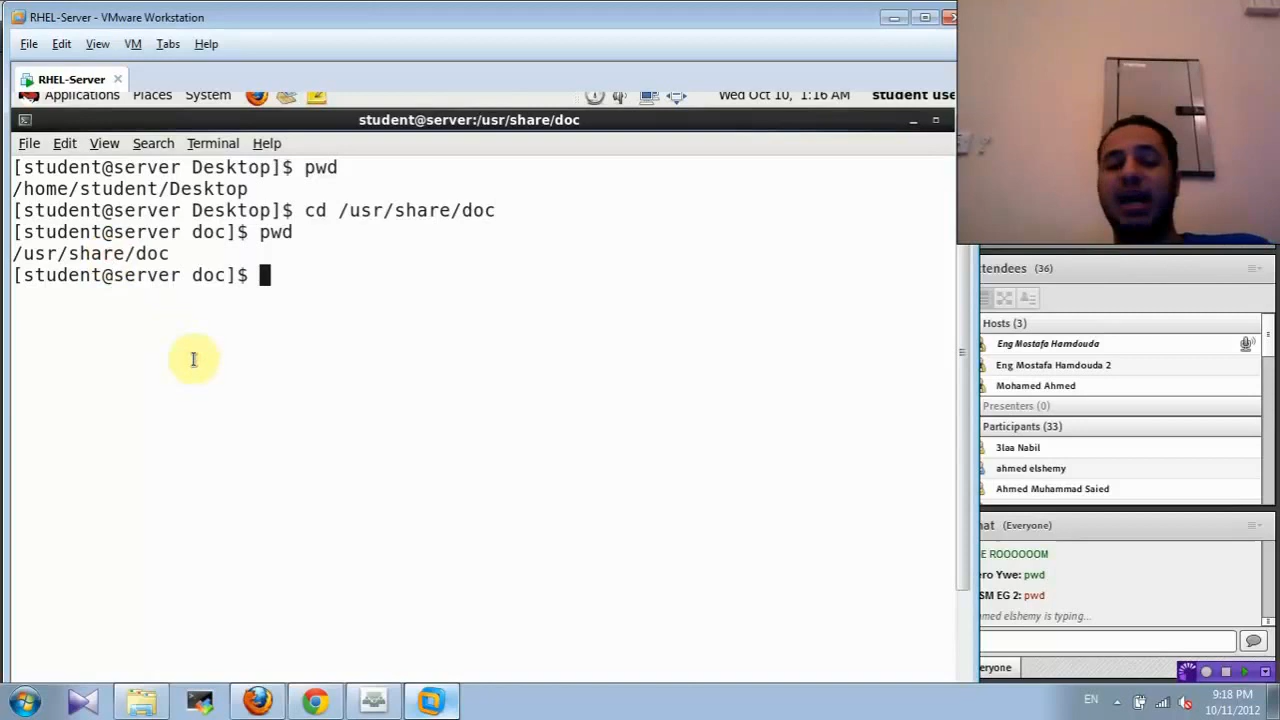 RHEL-Server - VMware Workstation
File Edit View VM Tabs Help
RHEL-Server
Applications Places System Wed Oct 10, 1:16 AM student use
student@server:/usr/share/doc
File Edit View Search Terminal Help
[student@server Desktop]$ pwd
/home/student/Desktop
[student@server Desktop]$ cd /usr/share/doc
[student@server doc]$ pwd
/usr/share/doc
[student@server doc]$
ttendees (36)
Hosts (3)
Eng Mostafa Hamdouda
Eng Mostafa Hamdouda 2
Mohamed Ahmed
Presenters (0)
Participants (33)
3laa Nabil
ahmed elshemy
Ahmed Muhammad Saied
hat (Everyone)
E ROOOOOOM
ero Ywe: pwd
SM EG 2: pwd
med elshemy is typing...
eryone
EN
9:18 PM
10/11/2012